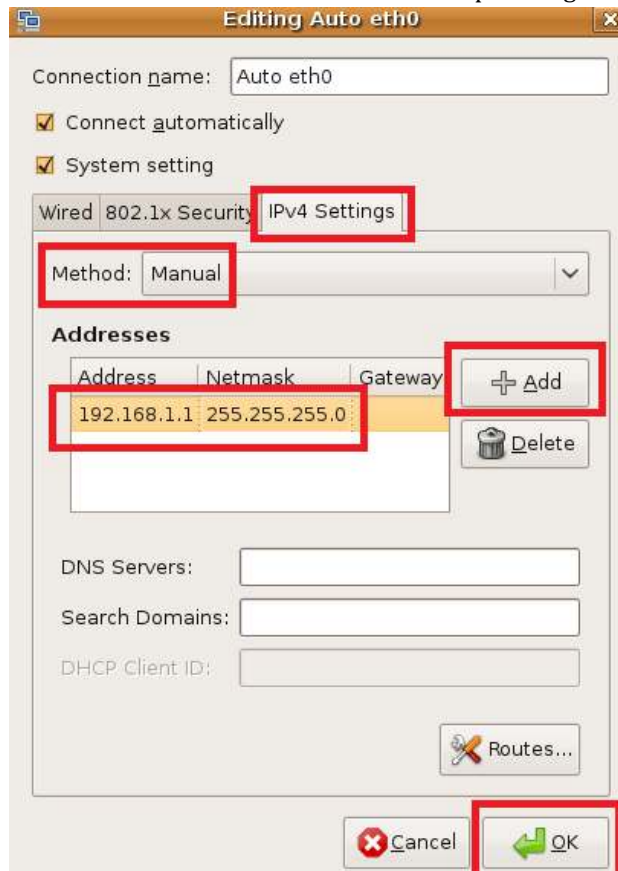 Editing Auto eth0
Connection name: Auto eth0
Connect automatically
System setting
Wired 802.1x Security IPv4 Settings
Method: Manual
Addresses
Address Netmask Gateway
Add
192.168.1.1 255.255.255.0
Delete
DNS Servers:
Search Domains:
DHCP Client ID:
Routes...
Cancel OK